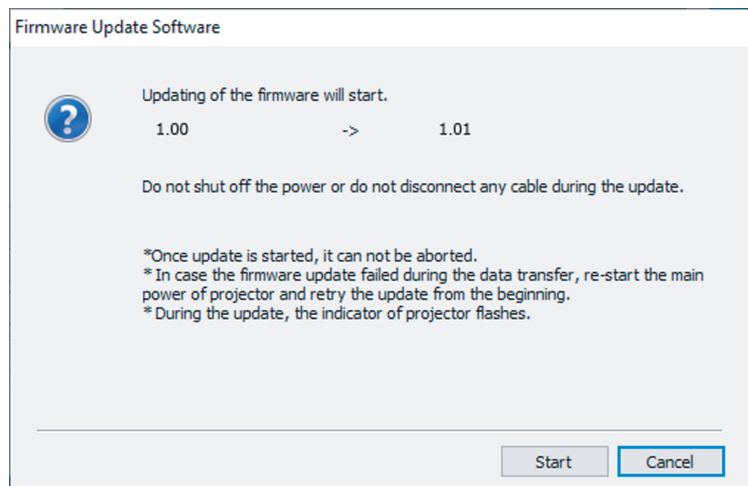 Firmware Update Software
Updating of the firmware will start.
1.00 -> 1.01
Do not shut off the power or do not disconnect any cable during the update.
*Once update is started, it can not be aborted.
* In case the firmware update failed during the data transfer, re-start the main
power of projector and retry the update from the beginning.
* During the update, the indicator of projector flashes.
Start Cancel